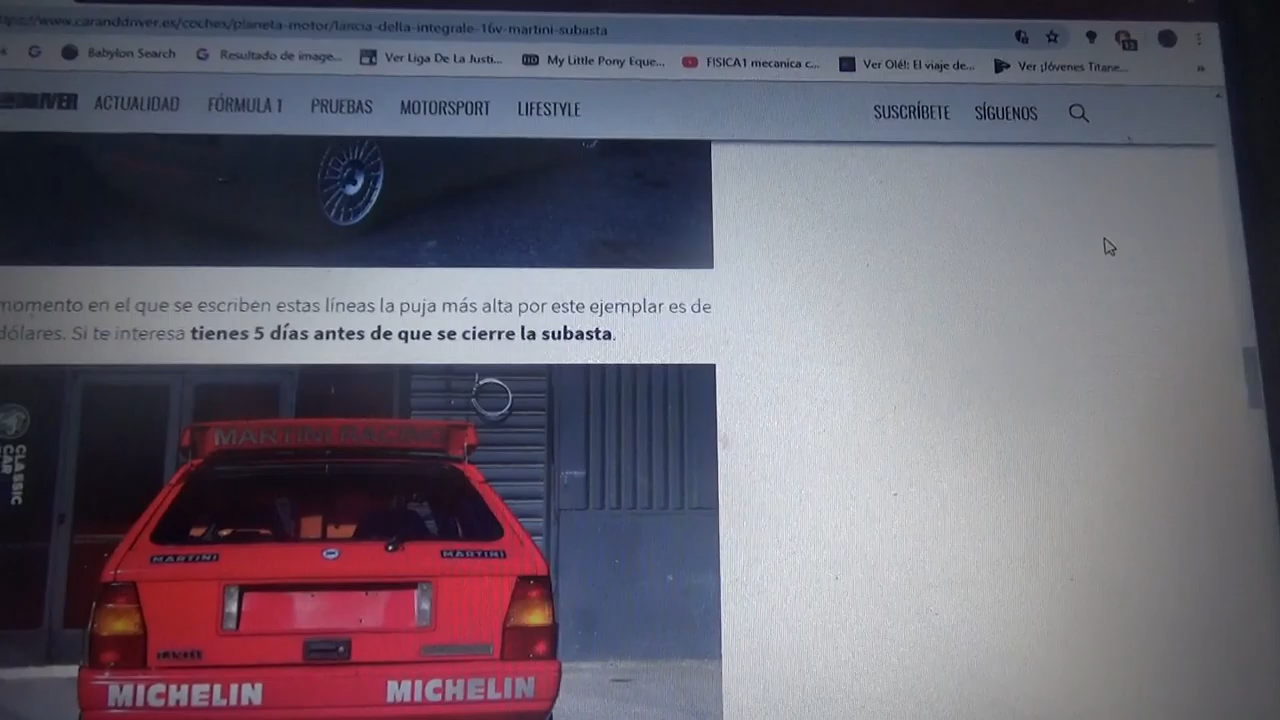 www.caranddriver.es/coches/planeta-motor/lancia-della-integrale-16v-martini-subasta
Babylon Search
Resultado de image...
Ver Liga De La Justi...
My Little Pony Eque...
FISICA1 mecanica c...
Ver Olé!: El viaje de...
Ver ¡Jóvenes Titane...
»
DRIVER ACTUALIDAD FÓRMULA 1 PRUEBAS MOTORSPORT LIFESTYLE SUSCRÍBETE SÍGUENOS
momento en el que se escriben estas líneas la puja más alta por este ejemplar es de
dólares. Si te interesa tienes 5 días antes de que se cierre la subasta.
MARTINI RACING
CLASSIC
CAR
MARTINI MARTINI
MICHELIN MICHELIN